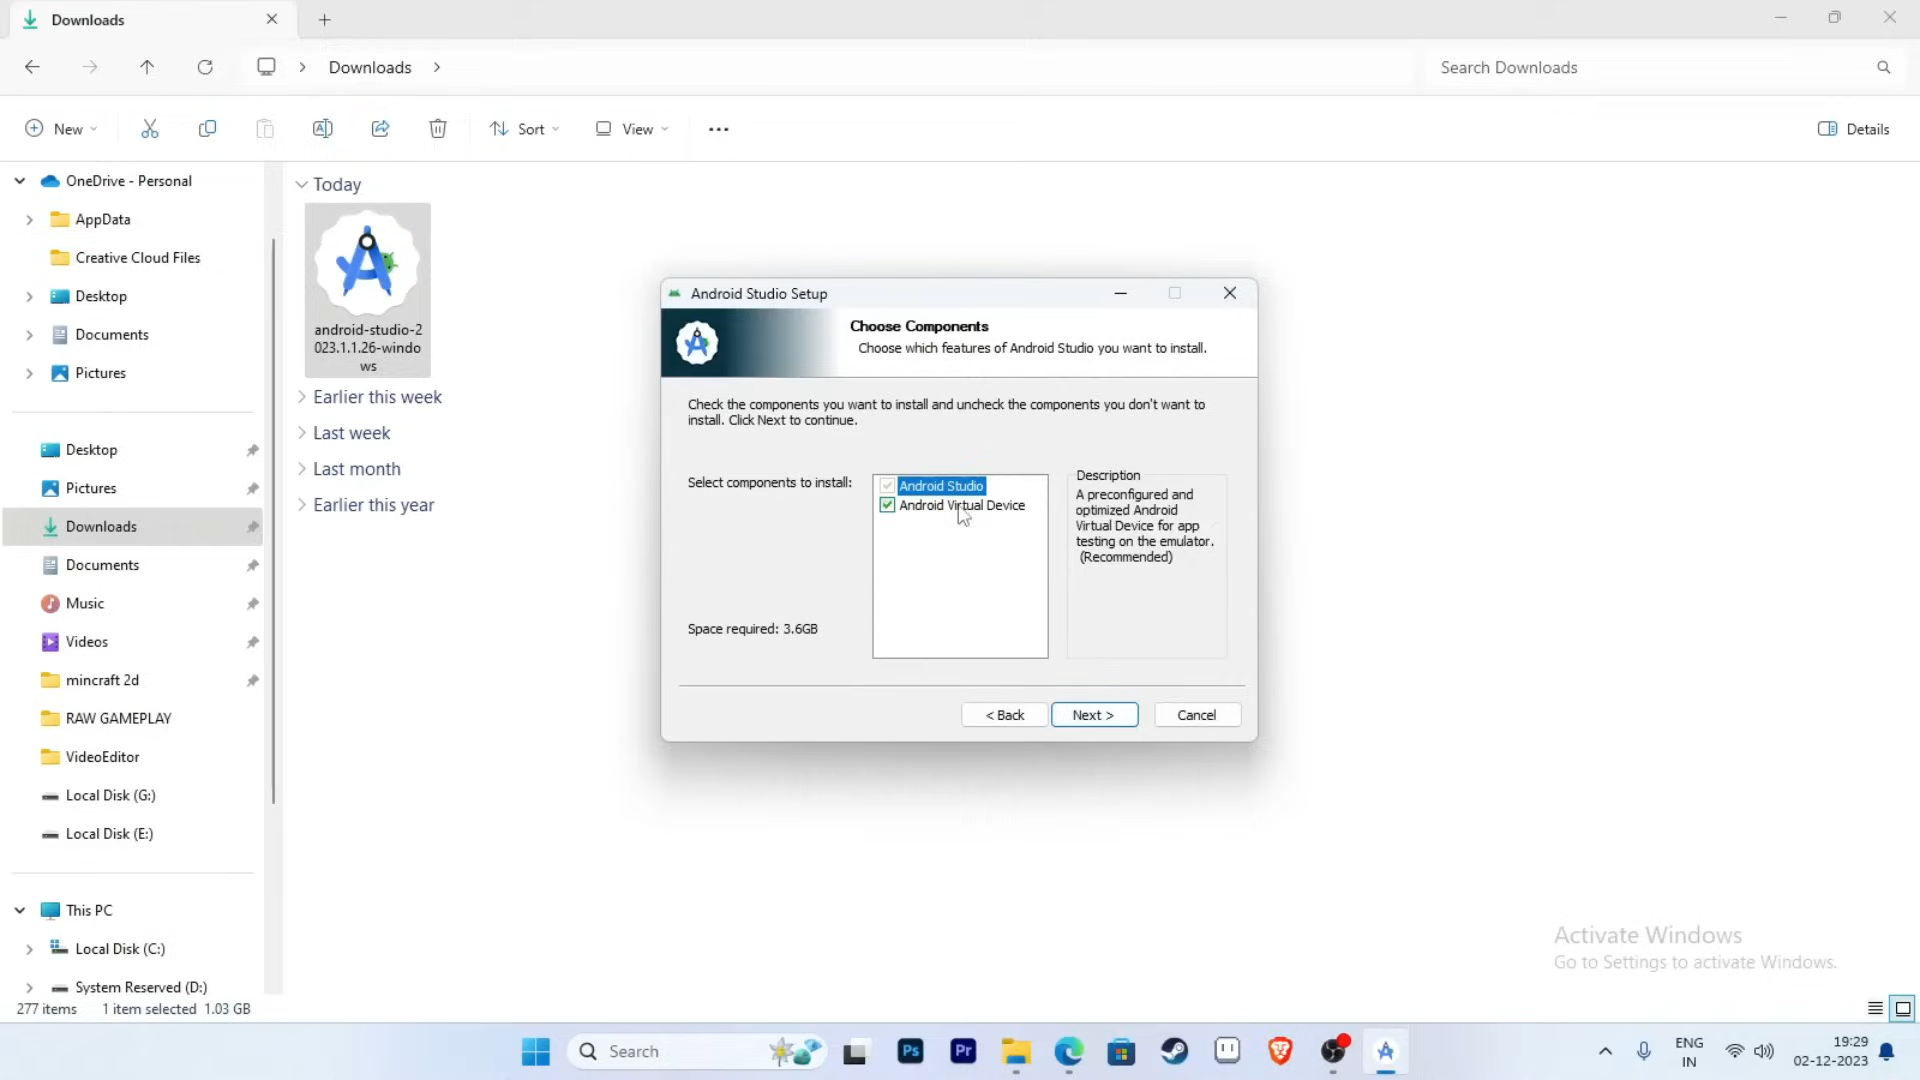 Downloads
Downloads
Search Downloads
New
Sort
View
Details
OneDrive - Personal
AppData
Creative Cloud Files
Desktop
Documents
Pictures
Desktop
Pictures
Downloads
Documents
Music
Videos
mincraft 2d
RAW GAMEPLAY
VideoEditor
Local Disk (G:)
Local Disk (E:)
This PC
Local Disk (C:)
System Reserved (D:)
277 items 1 item selected 1.03 GB
Today
android-studio-2
023.1.1.26-windo
ws
Earlier this week
Last week
Last month
Earlier this year
Android Studio Setup
Choose Components
Choose which features of Android Studio you want to install.
Check the components you want to install and uncheck the components you don't want to
install. Click Next to continue.
Select components to install:
Android Studio
Android Virtual Device
Description
A preconfigured and
optimized Android
Virtual Device for app
testing on the emulator.
(Recommended)
Space required: 3.6GB
< Back
Next >
Cancel
Activate Windows
Go to Settings to activate Windows.
Search
Ps
Pr
ENG
IN
19:29
02-12-2023